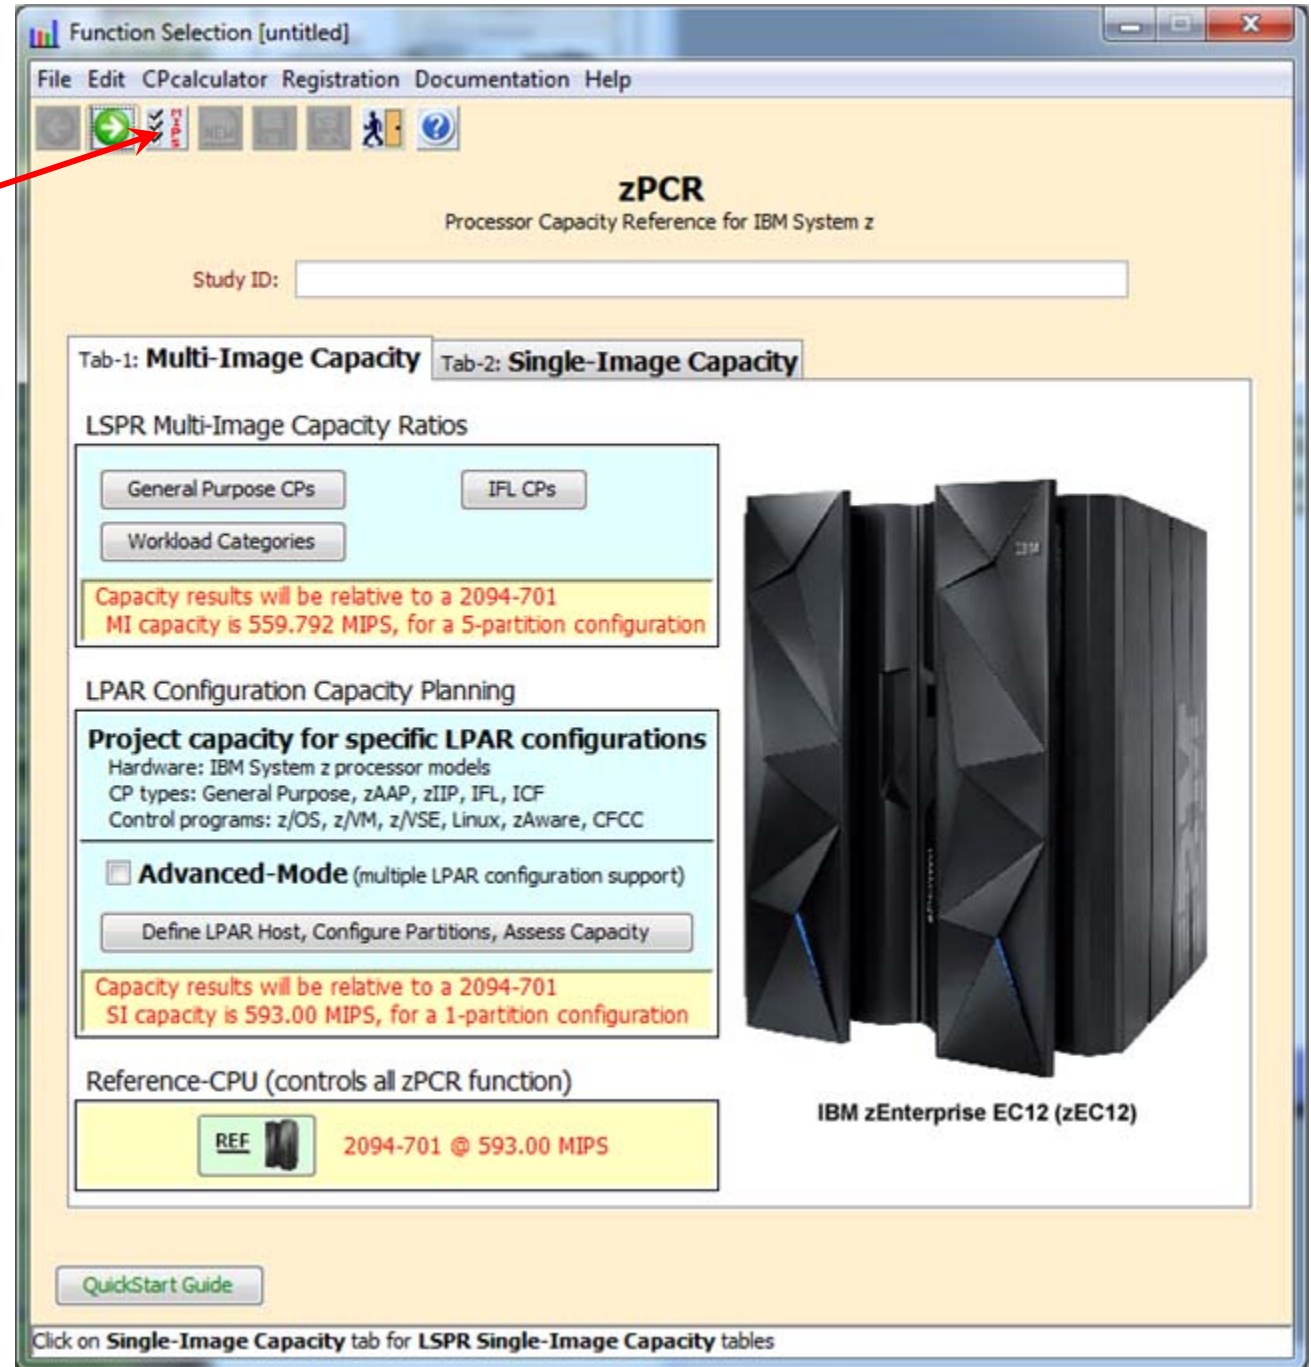 Function Selection [untitled]
File Edit CPcalculator Registration Documentation Help
MIPS NEW
zPCR
Processor Capacity Reference for IBM System z
Study ID:
Tab-1: Multi-Image Capacity Tab-2: Single-Image Capacity
LSPR Multi-Image Capacity Ratios
General Purpose CPs IFL CPs
Workload Categories
Capacity results will be relative to a 2094-701
MI capacity is 559.792 MIPS, for a 5-partition configuration
LPAR Configuration Capacity Planning
Project capacity for specific LPAR configurations
Hardware: IBM System z processor models
CP types: General Purpose, zAAP, zIIP, IFL, ICF
Control programs: z/OS, z/VM, z/VSE, Linux, zAware, CFCC
Advanced-Mode (multiple LPAR configuration support)
Define LPAR Host, Configure Partitions, Assess Capacity
Capacity results will be relative to a 2094-701
SI capacity is 593.00 MIPS, for a 1-partition configuration
Reference-CPU (controls all zPCR function)
REF 2094-701 @ 593.00 MIPS
IBM
IBM zEnterprise EC12 (zEC12)
QuickStart Guide
Click on Single-Image Capacity tab for LSPR Single-Image Capacity tables